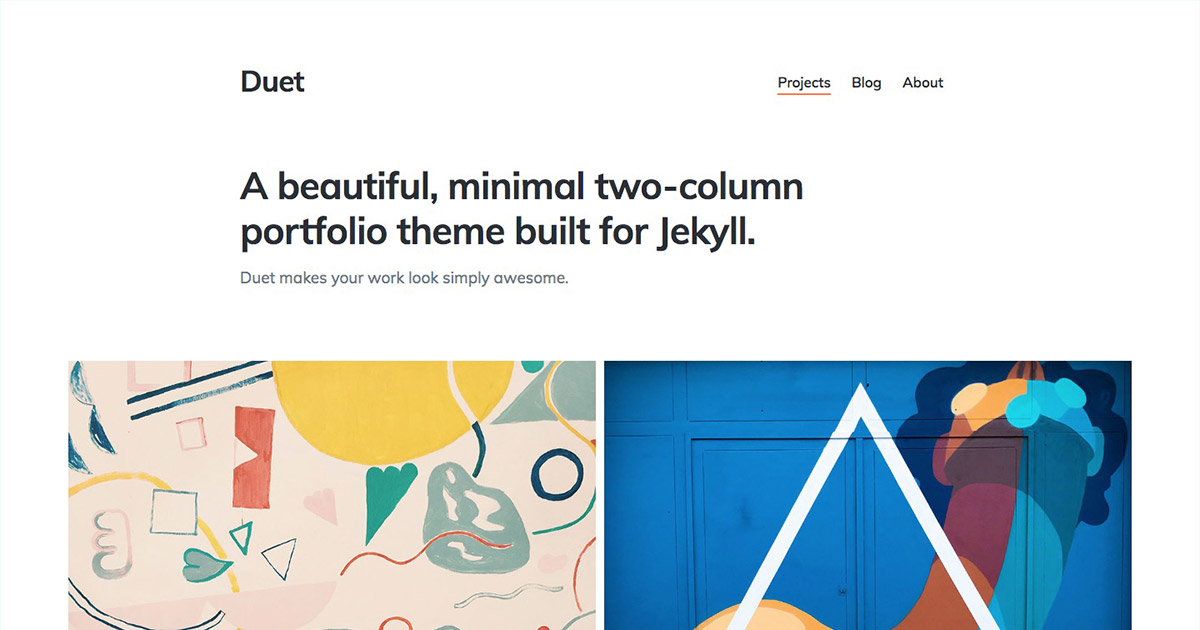 Duet
Projects Blog About
A beautiful, minimal two-column
portfolio theme built for Jekyll.
Duet makes your work look simply awesome.